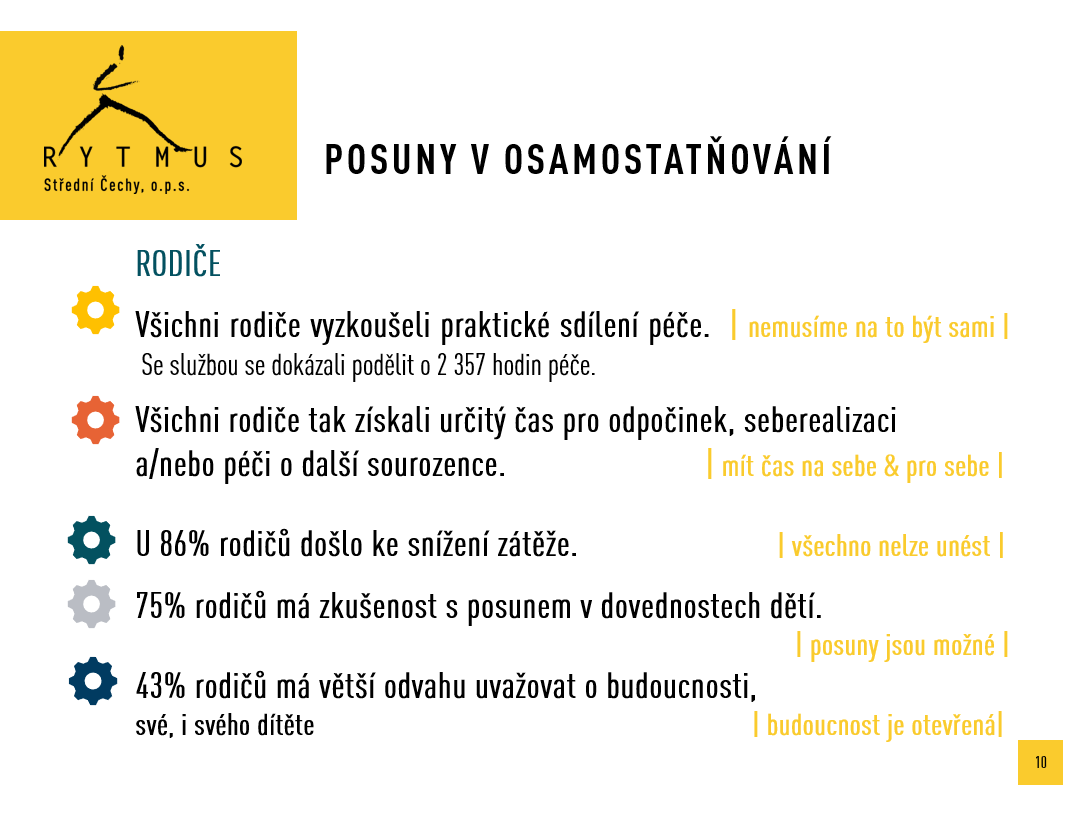 RYTMUS
Střední Čechy, o.p.s.
POSUNY V OSAMOSTATŇOVÁNÍ
RODIČE
Všichni rodiče vyzkoušeli praktické sdílení péče. | nemusíme na to být sami |
Se službou se dokázali podělit o 2 357 hodin péče.
Všichni rodiče tak získali určitý čas pro odpočinek, seberealizaci
a/nebo péči o další sourozence. | mít čas na sebe & pro sebe |
U 86% rodičů došlo ke snížení zátěže. | všechno nelze unést |
75% rodičů má zkušenost s posunem v dovednostech dětí.
| posuny jsou možné |
43% rodičů má větší odvahu uvažovat o budoucnosti,
své, i svého dítěte | budoucnost je otevřená|
10